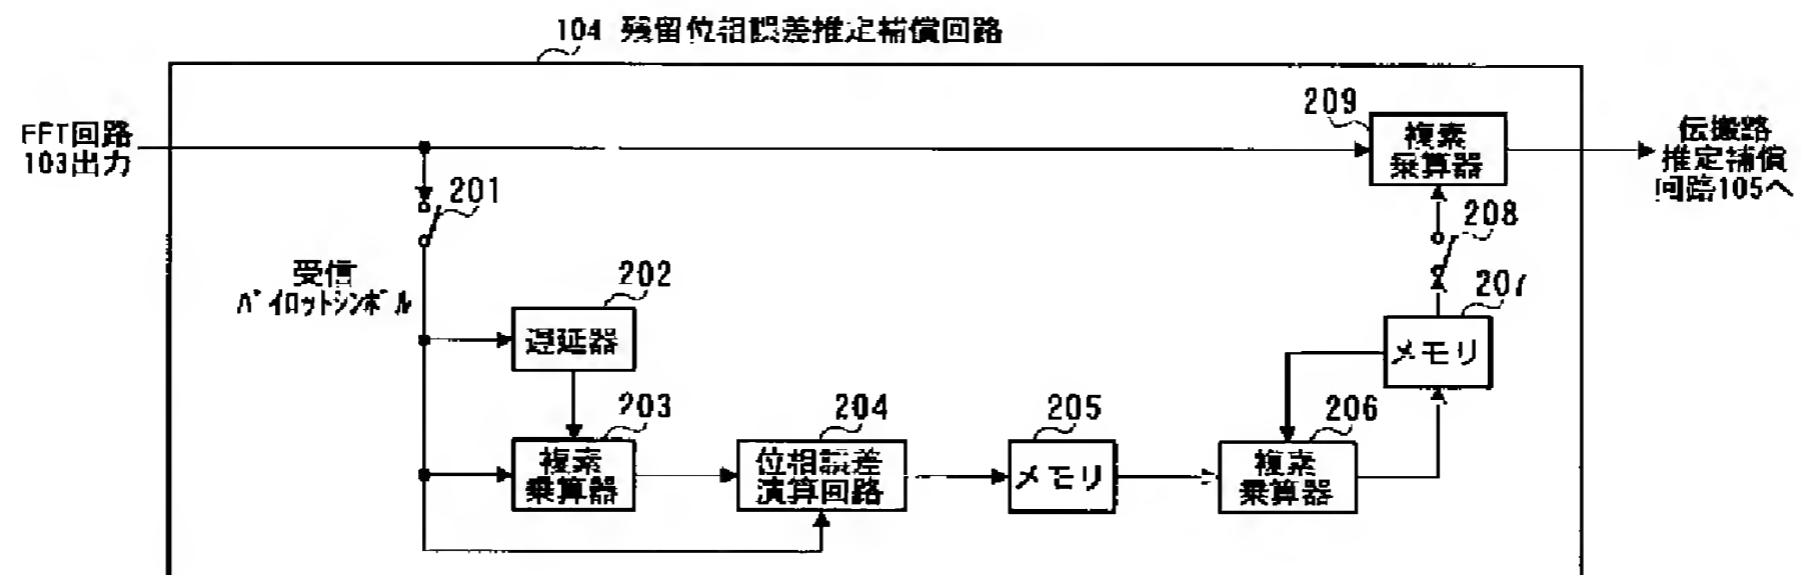 104 残留位相誤差推定補償回路
FFT回路
103出力
201
受信
パイロットシンボル
202
遅延器
203
複素
乗算器
204
位相誤差
演算回路
205
メモリ
206
複素
乗算器
207
メモリ
208
209
複素
乗算器
伝搬路
推定補償
回路105へ